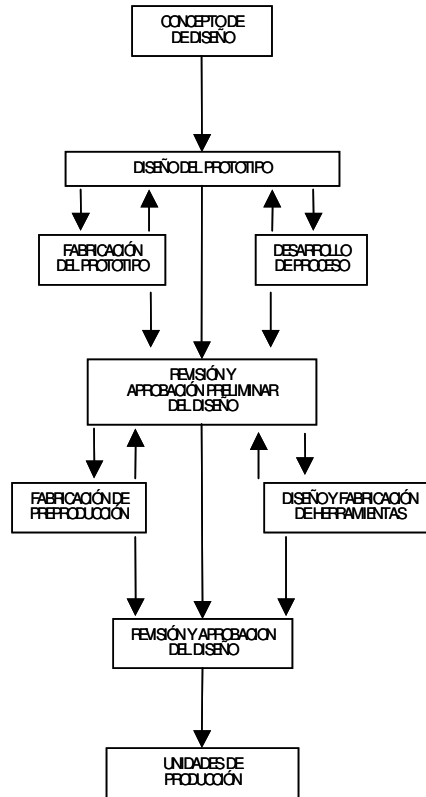 CONCEPTO DE
DE DISEÑO
DISEÑO DEL PROTOTIPO
FABRICACIÓN
DEL PROTOTIPO
DESARROLLO
DE PROCESO
REVISIÓN Y
APROBACIÓN PRELIMINAR
DEL DISEÑO
FABRICACIÓN DE
PREPRODUCCIÓN
DISEÑO Y FABRICACIÓN
DE HERRAMIENTAS
REVISIÓN Y APROBACION
DEL DISEÑO
UNIDADES DE
PRODUCCIÓN